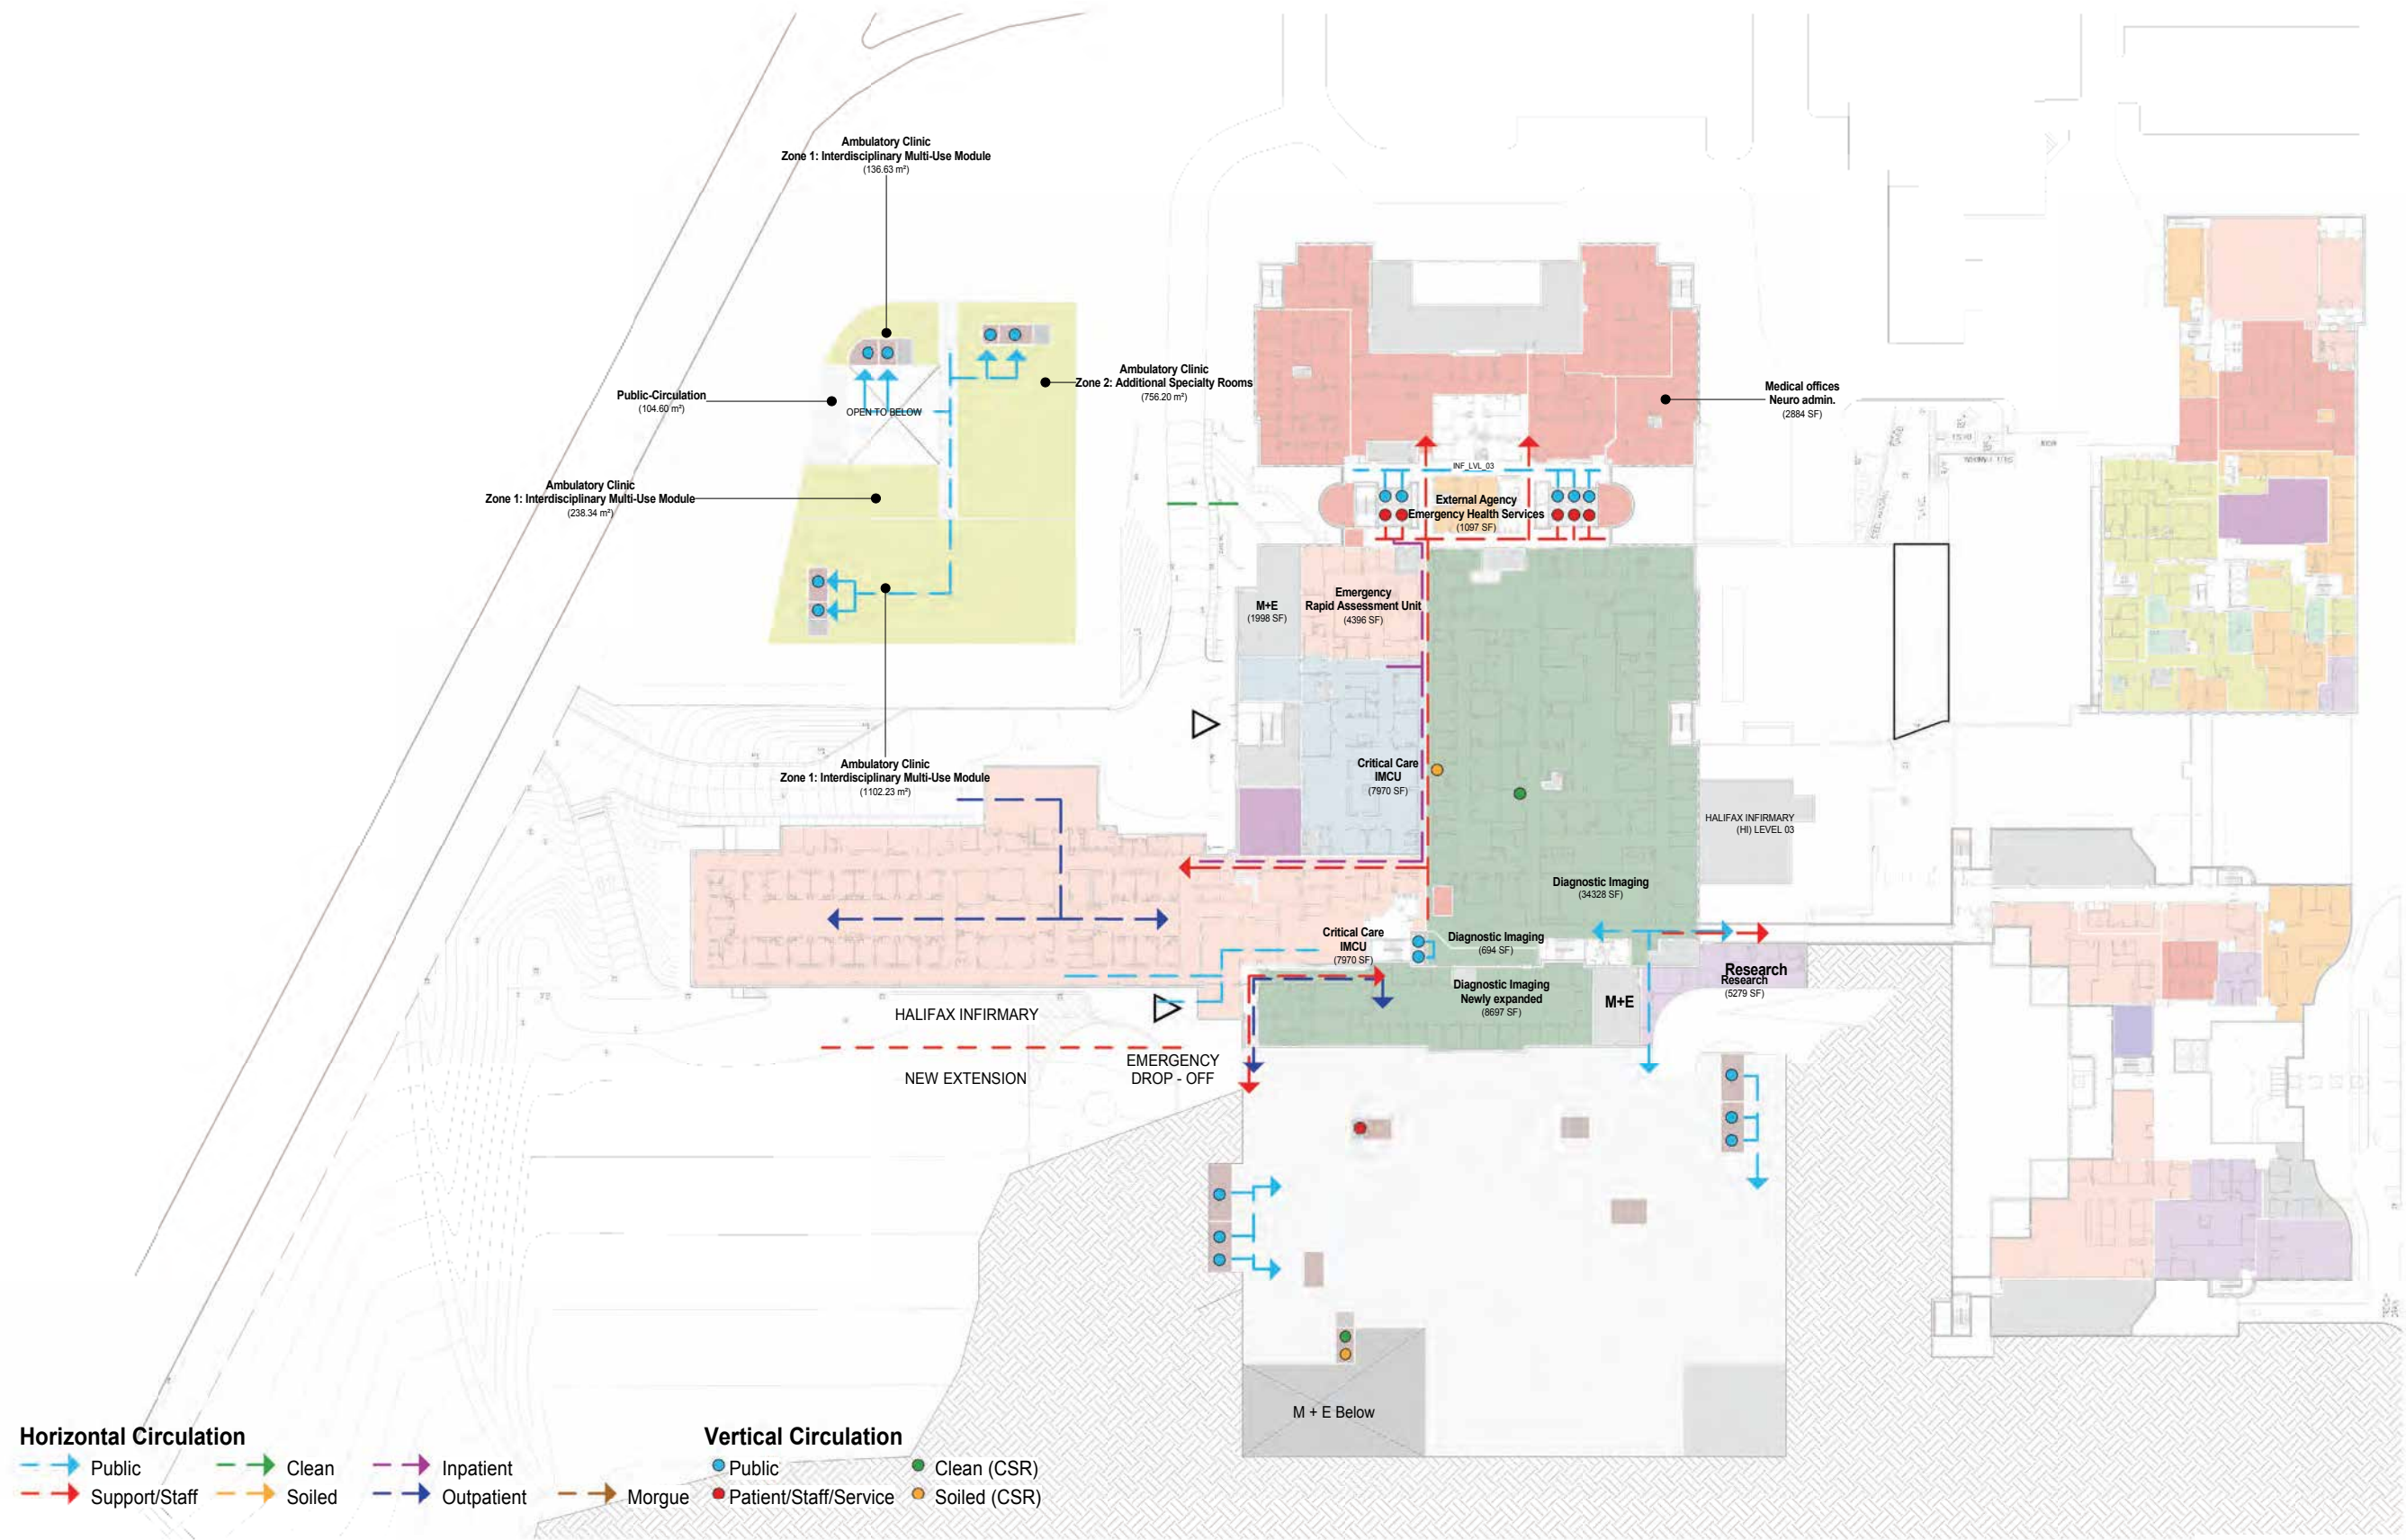 Ambulatory Clinic
Zone 1: Interdisciplinary Multi-Use Module
(136.63 m²)
Ambulatory Clinic
Zone 2: Additional Specialty Rooms
(756.20 m²)
Public-Circulation
(104.60 m²)
OPEN TO BELOW
Medical offices
Neuro admin.
(2884 SF)
INF_LVL_03
Ambulatory Clinic
Zone 1: Interdisciplinary Multi-Use Module
(238.34 m²)
External Agency
Emergency Health Services
(1097 SF)
M+E
(1998 SF)
Emergency
Rapid Assessment Unit
(4396 SF)
Ambulatory Clinic
Zone 1: Interdisciplinary Multi-Use Module
(1102.23 m²)
Critical Care
IMCU
(7970 SF)
HALIFAX INFIRMARY
(HI) LEVEL 03
Diagnostic Imaging
(34328 SF)
Critical Care
IMCU
(7970 SF)
Diagnostic Imaging
(694 SF)
Diagnostic Imaging
Newly expanded
(8697 SF)
M+E
Research
Research
(5279 SF)
HALIFAX INFIRMARY
NEW EXTENSION
EMERGENCY
DROP - OFF
M + E Below
Horizontal Circulation
Public
Clean
Inpatient
Support/Staff
Soiled
Outpatient
Morgue
Vertical Circulation
Public
Clean (CSR)
Patient/Staff/Service
Soiled (CSR)